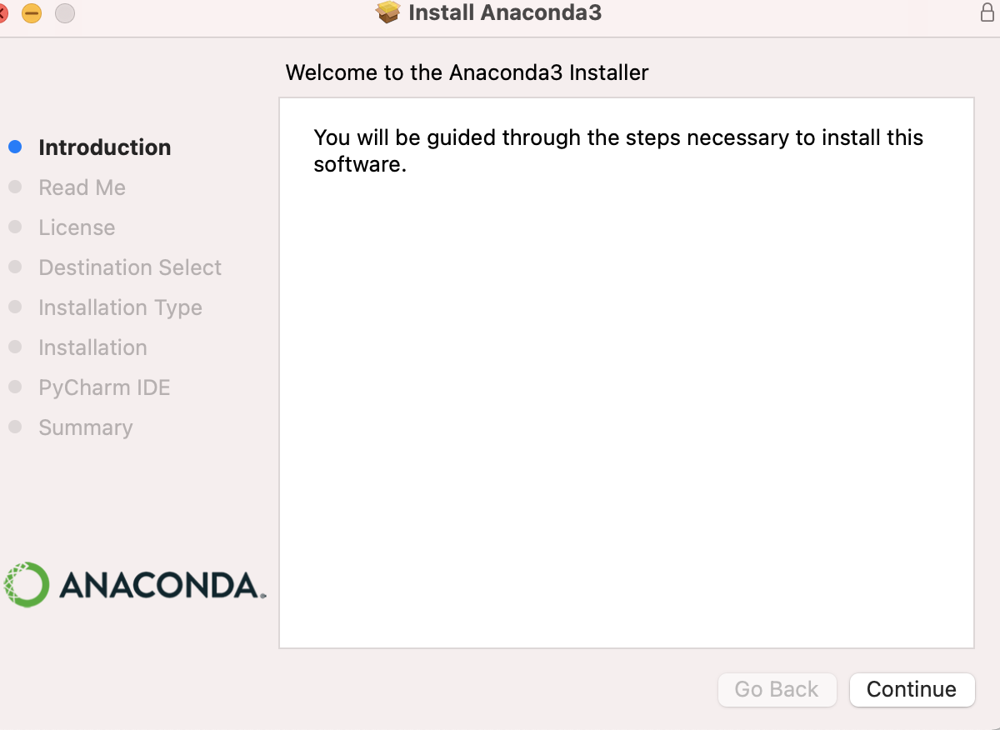 Install Anaconda3
Welcome to the Anaconda3 Installer
You will be guided through the steps necessary to install this
software.
Introduction
Read Me
License
Destination Select
Installation Type
Installation
PyCharm IDE
Summary
ANACONDA.
Go Back
Continue